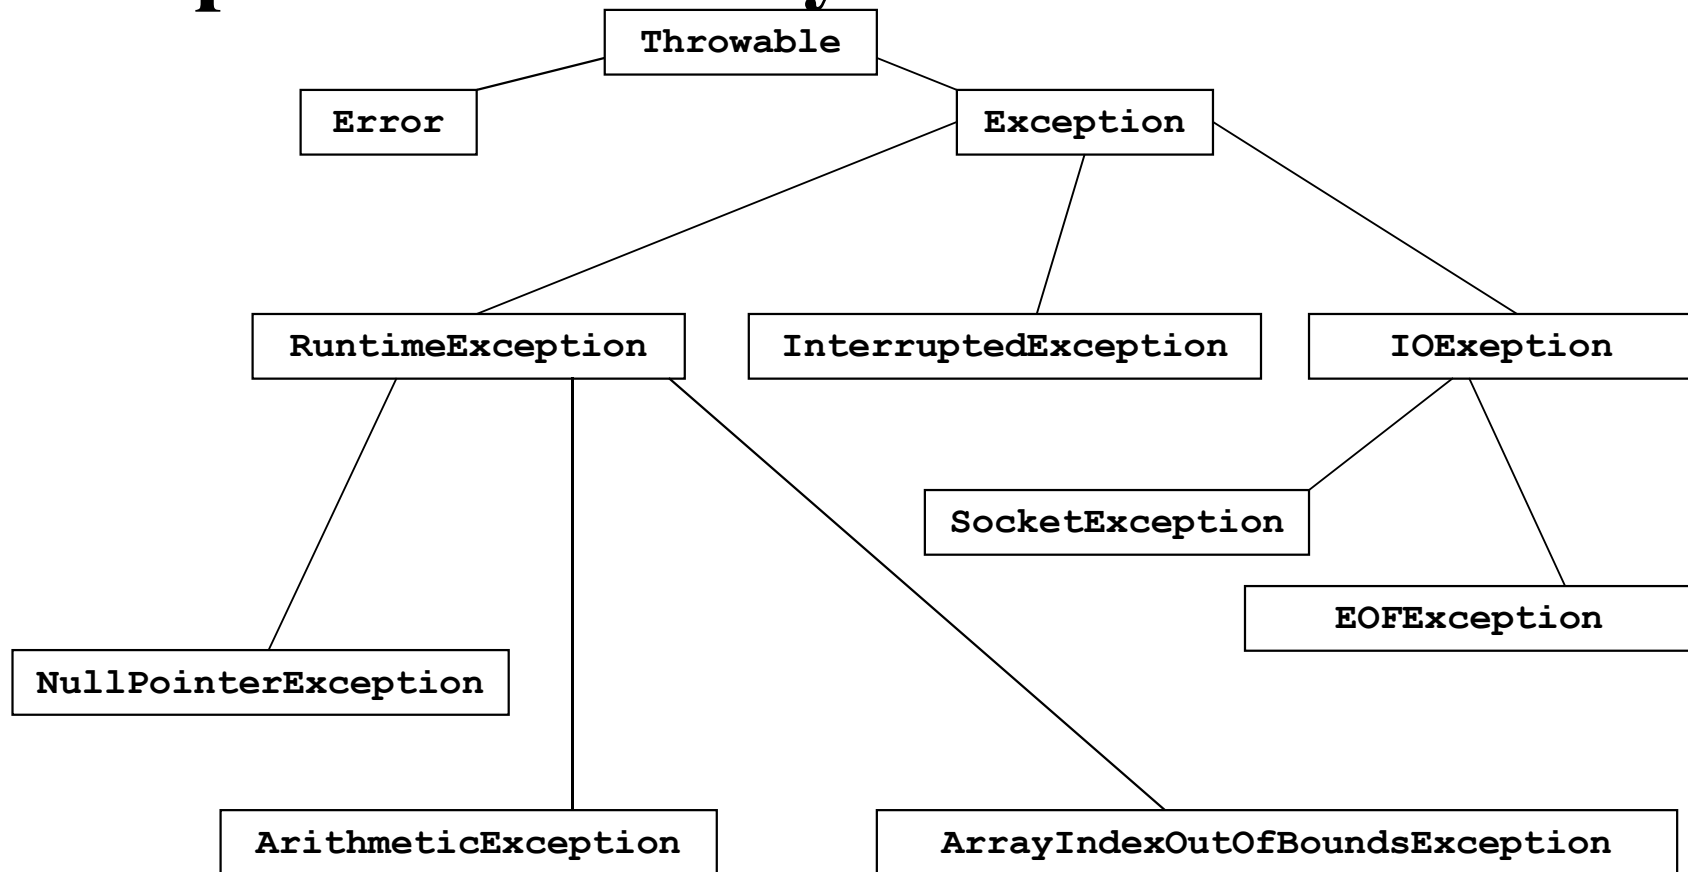 Throwable
Error
Exception
RuntimeException
InterruptedException
IOExeption
SocketException
EOFException
NullPointerException
ArithmeticException
ArrayIndexOutOfBoundsException